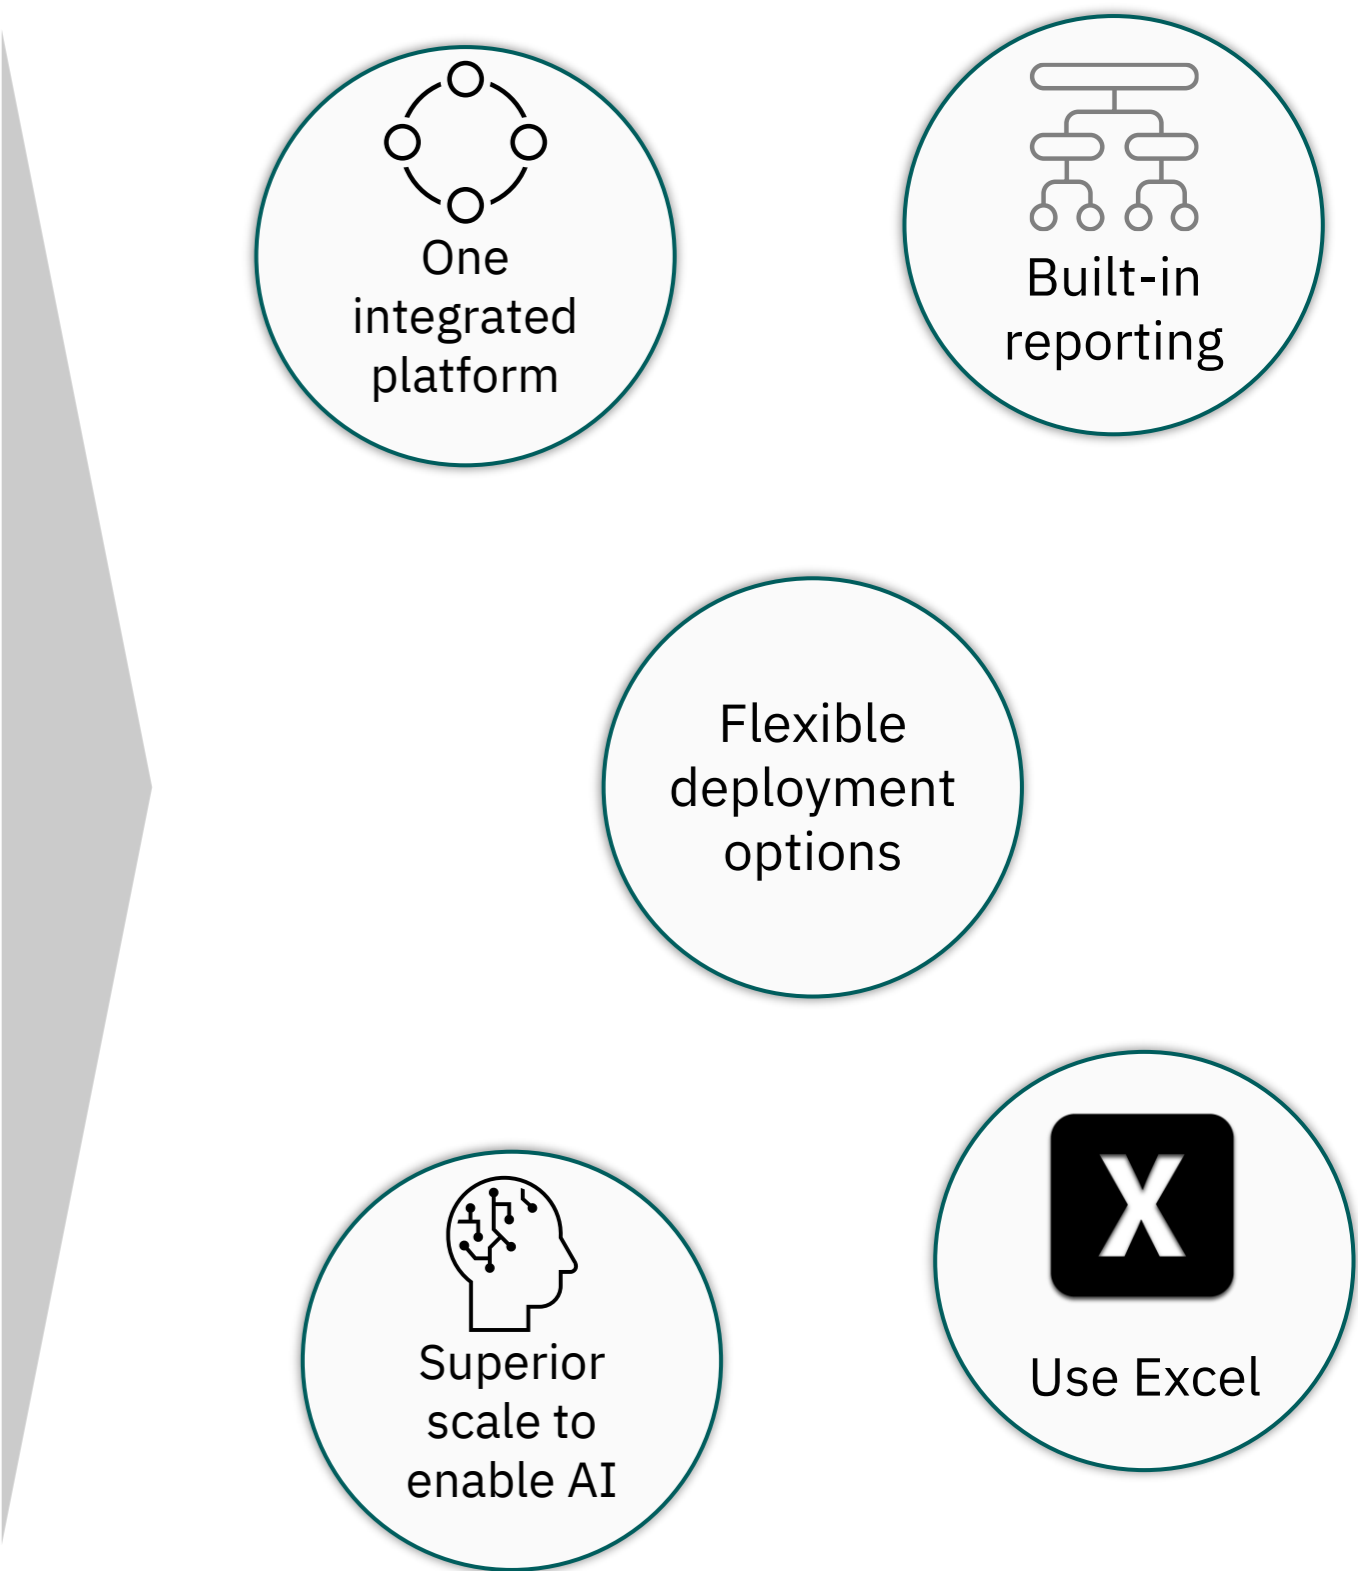 One
integrated
platform
Built-in
reporting
Flexible
deployment
options
Superior
scale to
enable AI
X
Use Excel